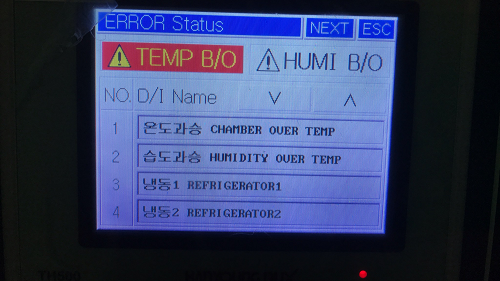 ERROR Status NEXT ESC
TEMP B/O HUMI B/O
NO. D/I Name
1 온도과승 CHAMBER OVER TEMP
2 습도과승 HUMIDITY OVER TEMP
3 냉동1 REFRIGERATOR1
4 냉동2 REFRIGERATOR2